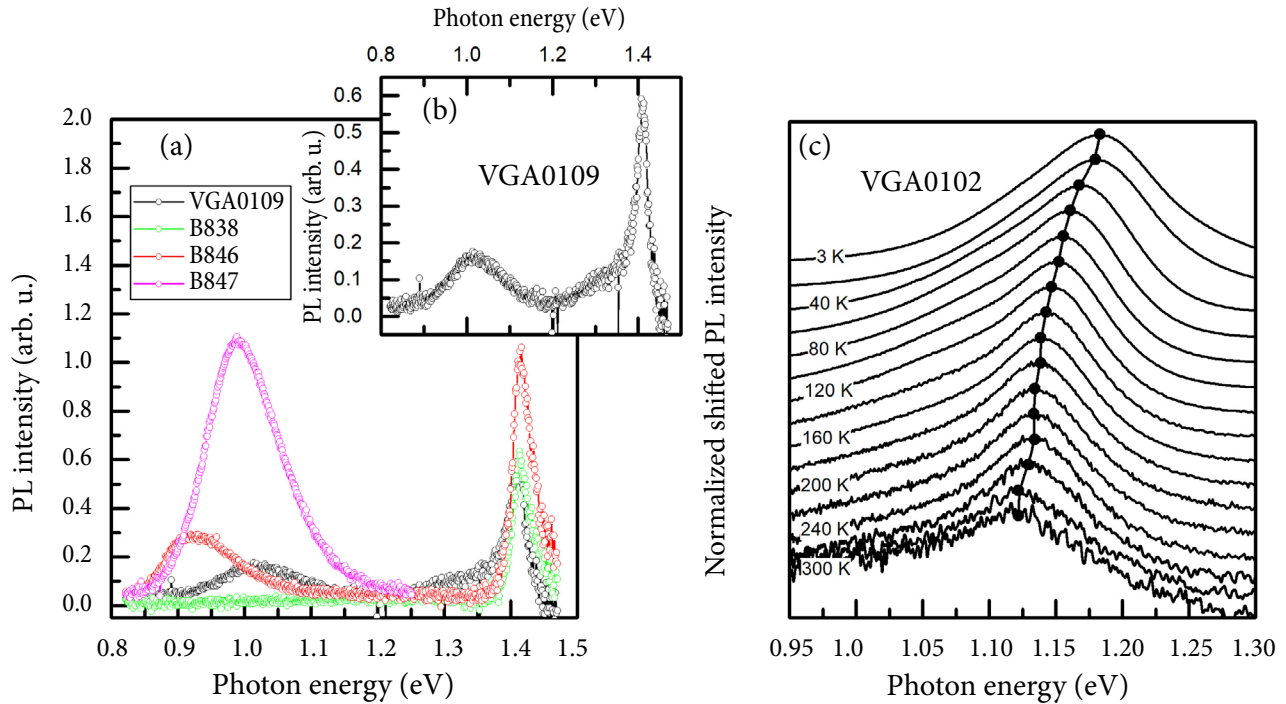 Photon energy (eV)
0.8 1.0 1.2 1.4
(b)
VGA0109
PL intensity (arb. u.)
0.6
0.5
0.4
0.3
0.2
0.1
0.0
(a)
VGA0109
B838
B846
B847
PL intensity (arb. u.)
2.0
1.8
1.6
1.4
1.2
1.0
0.8
0.6
0.4
0.2
0.0
0.8 0.9 1.0 1.1 1.2 1.3 1.4 1.5
Photon energy (eV)
(c)
VGA0102
Normalized shifted PL intensity
3 K
40 K
80 K
120 K
160 K
200 K
240 K
300 K
0.95 1.0 1.05 1.10 1.15 1.20 1.25 1.30
Photon energy (eV)